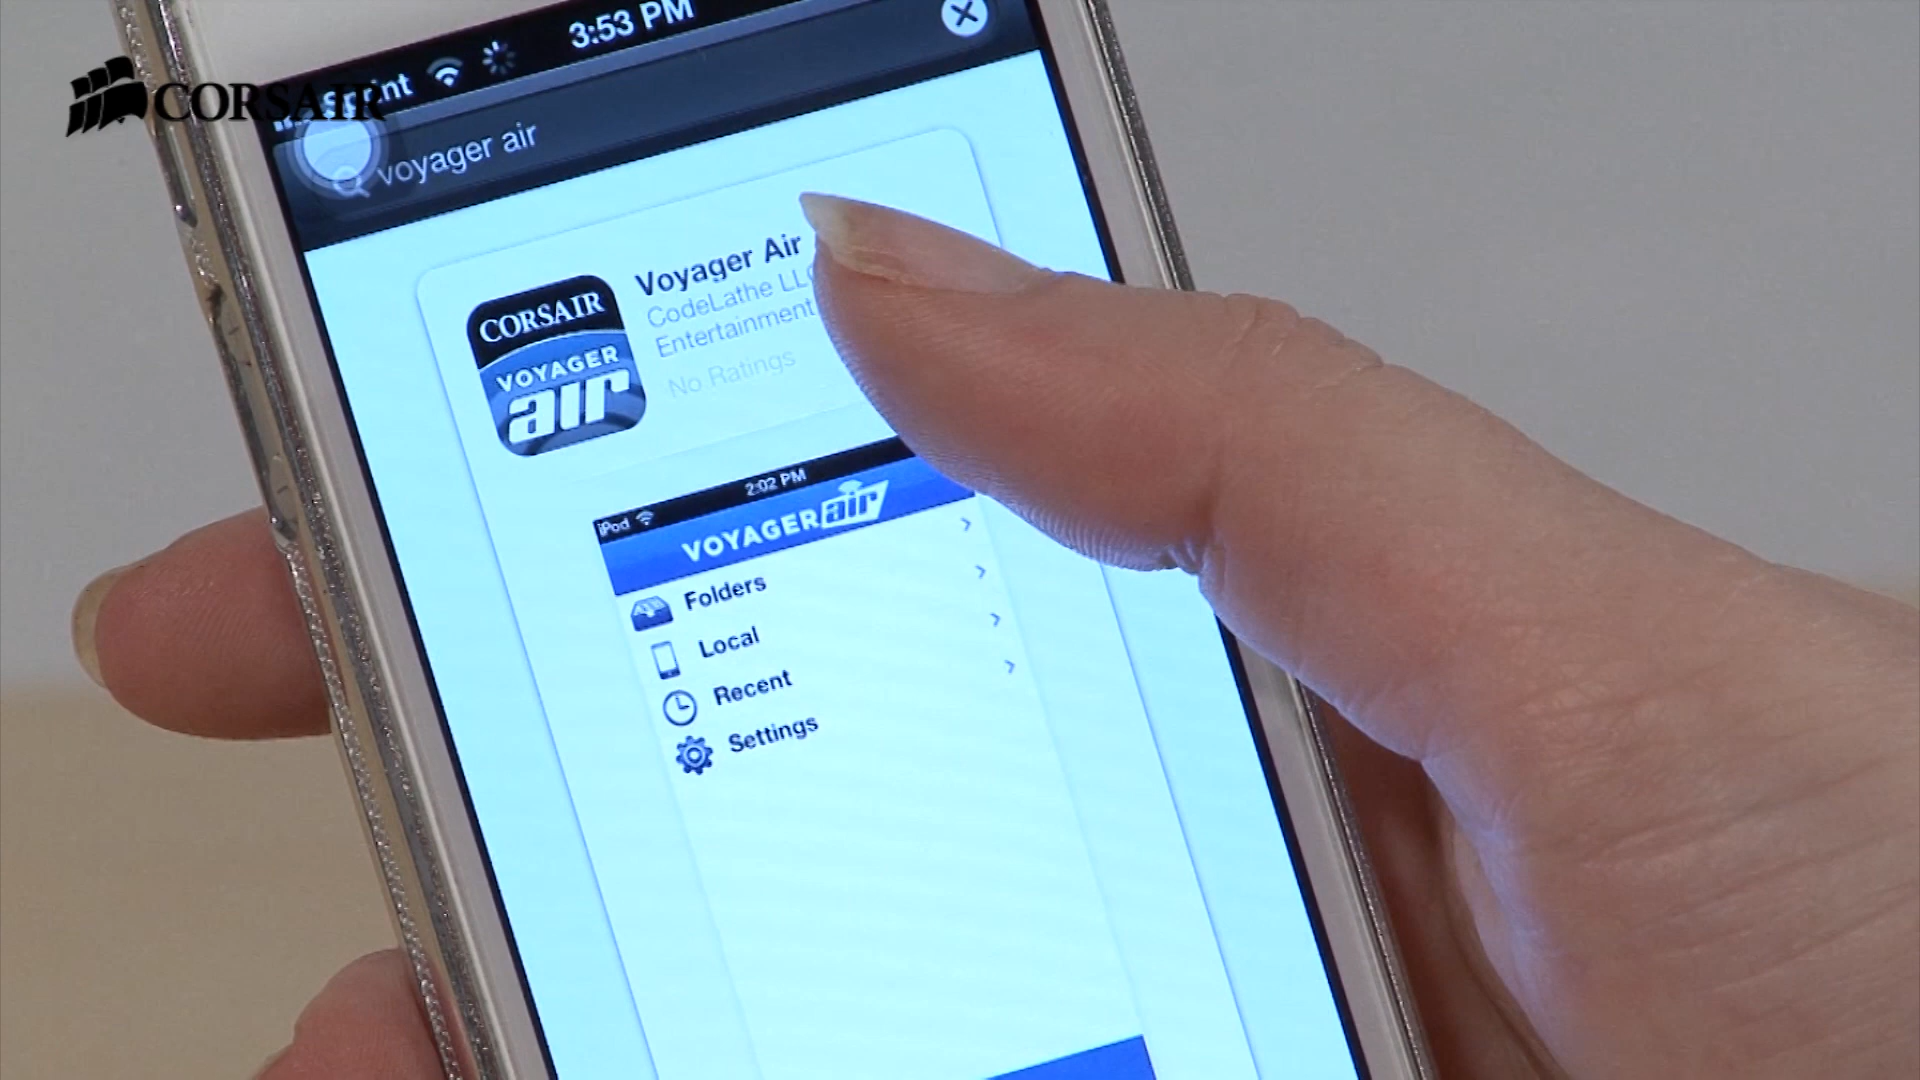 3:53 PM
Sprint
CORSAIR
voyager air
Voyager Air
CodeLathe LLC
Entertainment
No Ratings
CORSAIR
VOYAGER
air
2:02 PM
iPod
VOYAGER air
Folders
Local
Recent
Settings